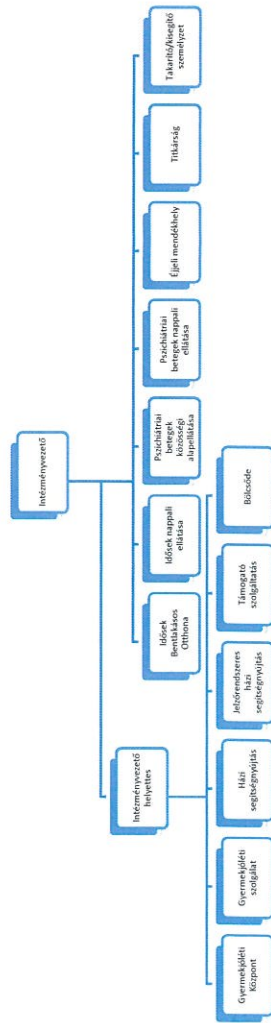 Intézményvezető
Intézményvezető
helyettes
Idősek
Bentlakásos
Otthona
Idősek nappali
ellátása
Pszichiátriai
betegek
közösségi
alapellátása
Pszichiátriai
betegek nappali
ellátása
Éjjeli mendékhely
Titkárság
Takarító/kisegítő
személyzet
Gyermekjóléti
Központ
Gyermekjóléti
szolgálat
Házi
segítségnyújtás
Jelzőrendszeres
házi
segítségnyújtás
Támogató
szolgáltatás
Bölcsőde